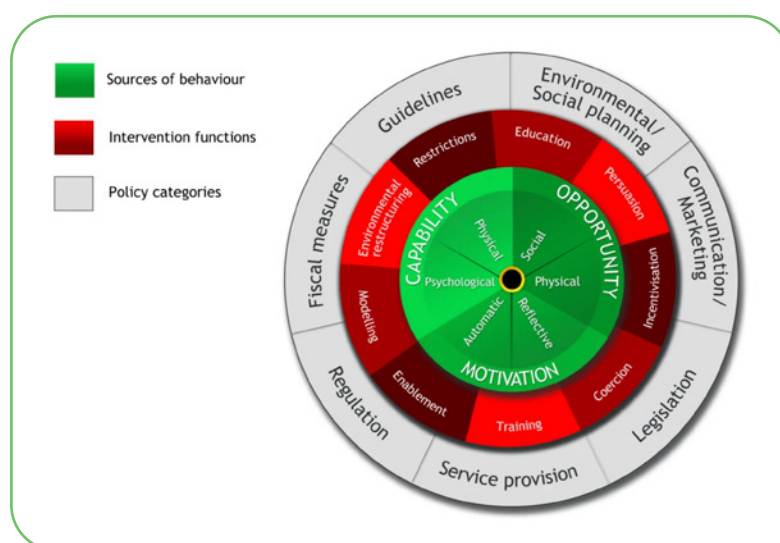 Sources of behaviour
Intervention functions
Policy categories
Guidelines
Environmental/
Social planning
Communication/
Marketing
Legislation
Service provision
Regulation
Fiscal measures
Restrictions
Education
Persuasion
Incentivisation
Coercion
Training
Enablement
Modelling
Environmental
restructuring
CAPABILITY
OPPORTUNITY
MOTIVATION
Physical
Social
Physical
Reflective
Automatic
Psychological